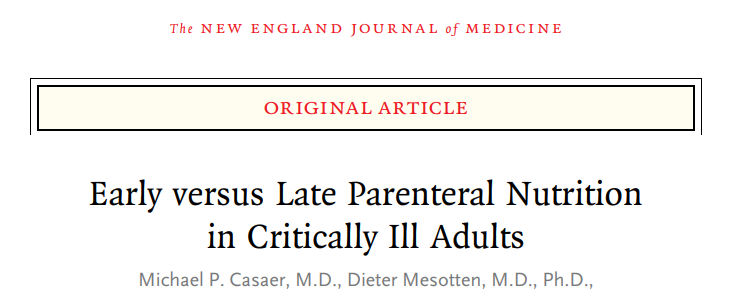 The NEW ENGLAND JOURNAL of MEDICINE
ORIGINAL ARTICLE
Early versus Late Parenteral Nutrition
in Critically Ill Adults
Michael P. Casaer, M.D., Dieter Mesotten, M.D., Ph.D.,